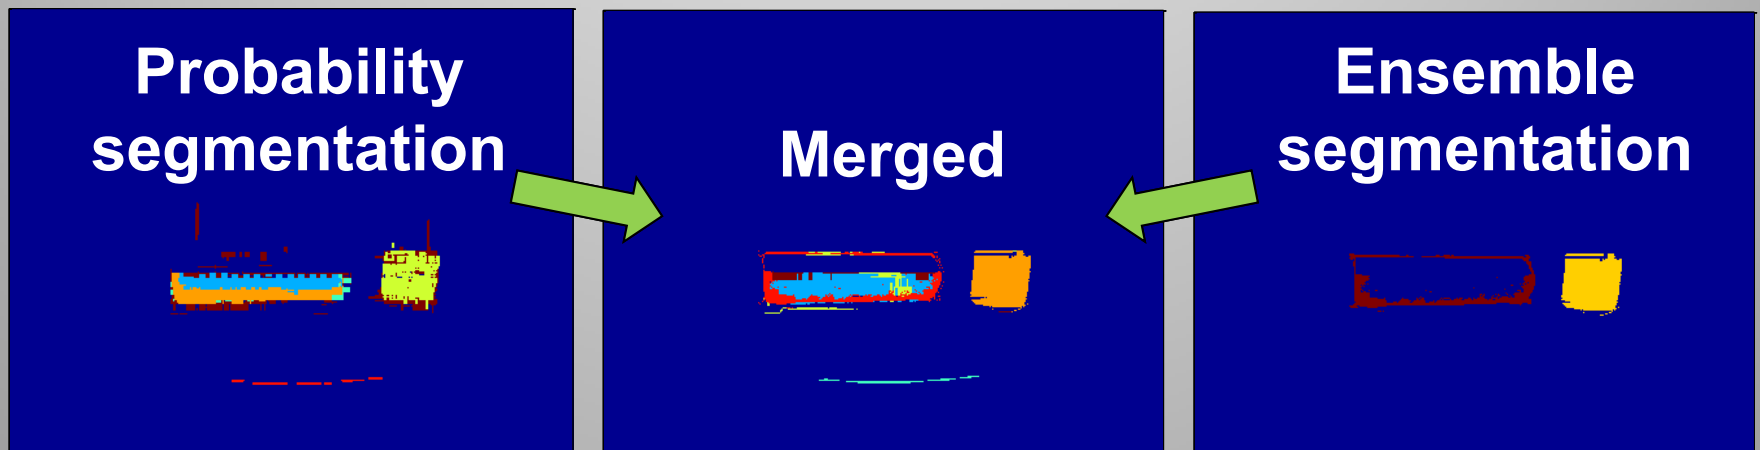 Probability
segmentation
Merged
Ensemble
segmentation